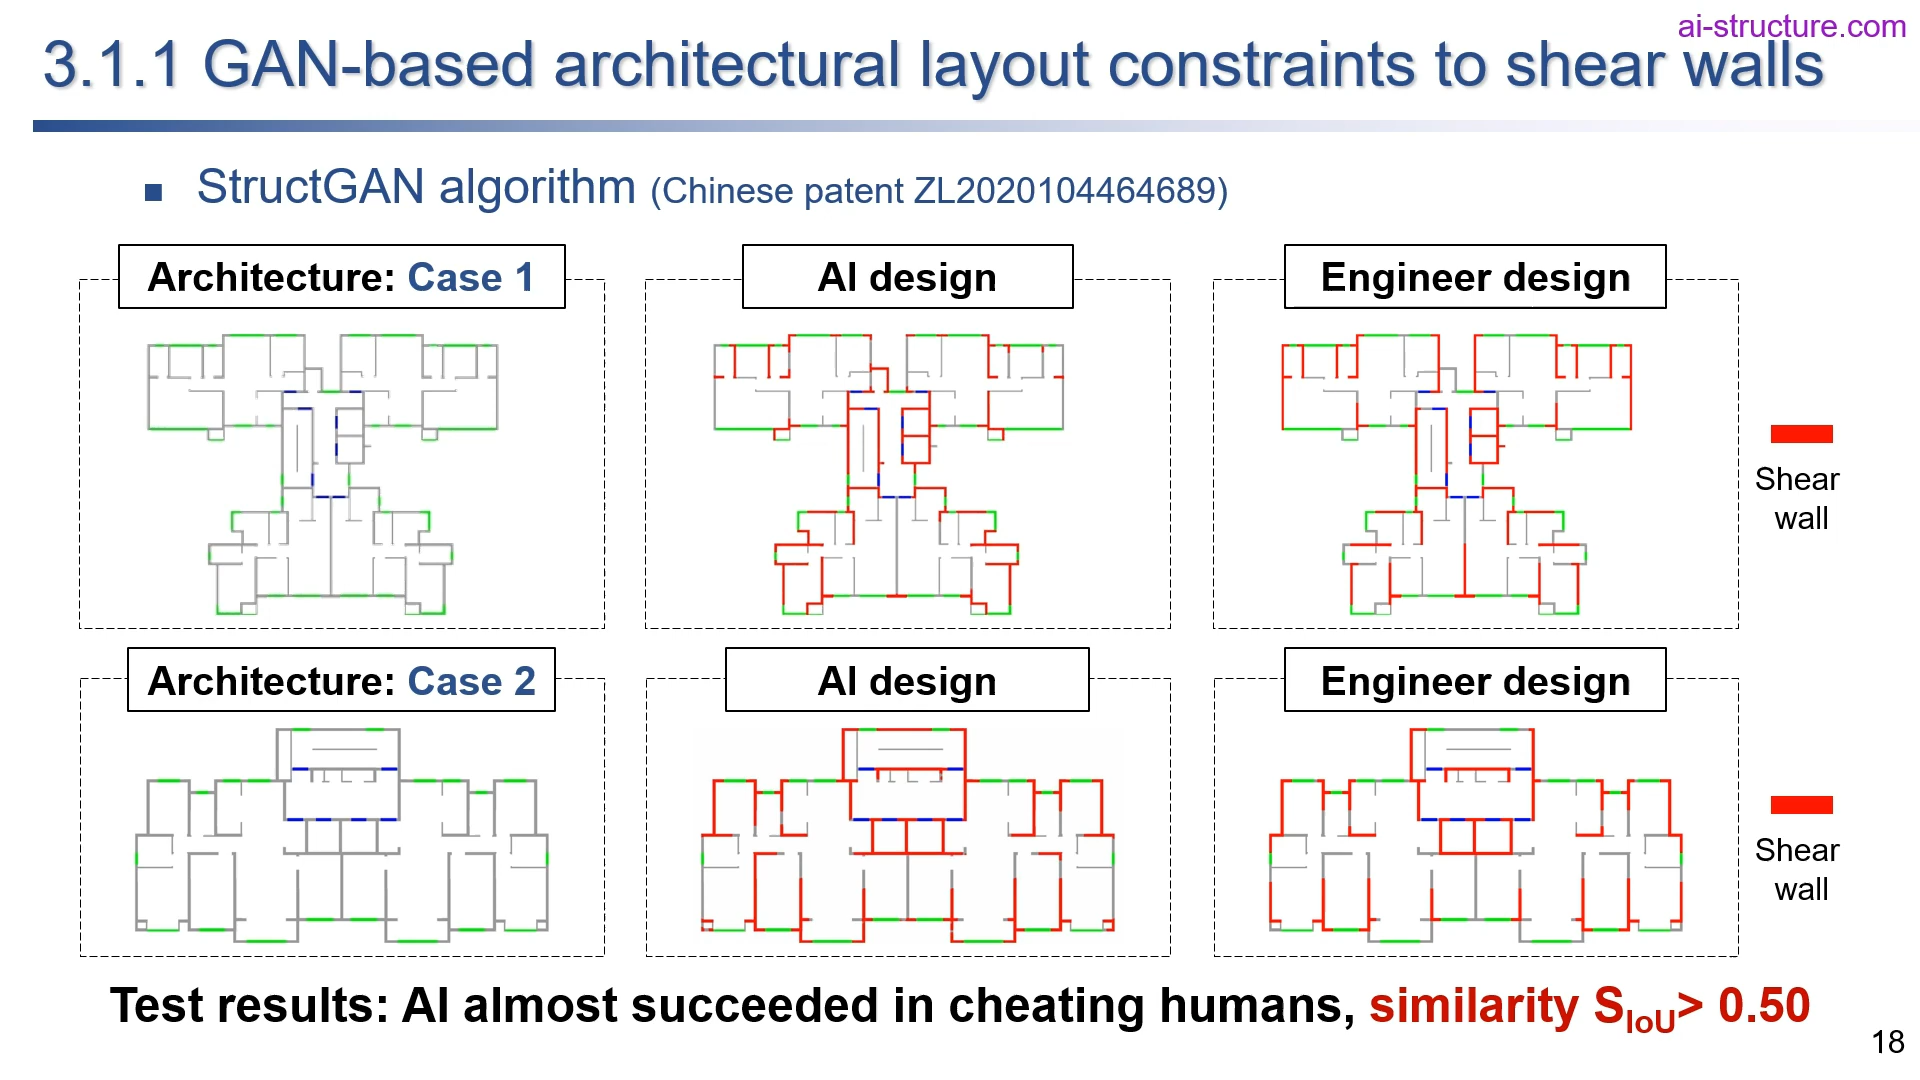 ai-structure.com
3.1.1 GAN-based architectural layout constraints to shear walls
■ StructGAN algorithm (Chinese patent ZL2020104464689)
Architecture: Case 1
AI design
Engineer design
Shear
wall
Architecture: Case 2
AI design
Engineer design
Shear
wall
Test results: AI almost succeeded in cheating humans, similarity SIoU> 0.50
18